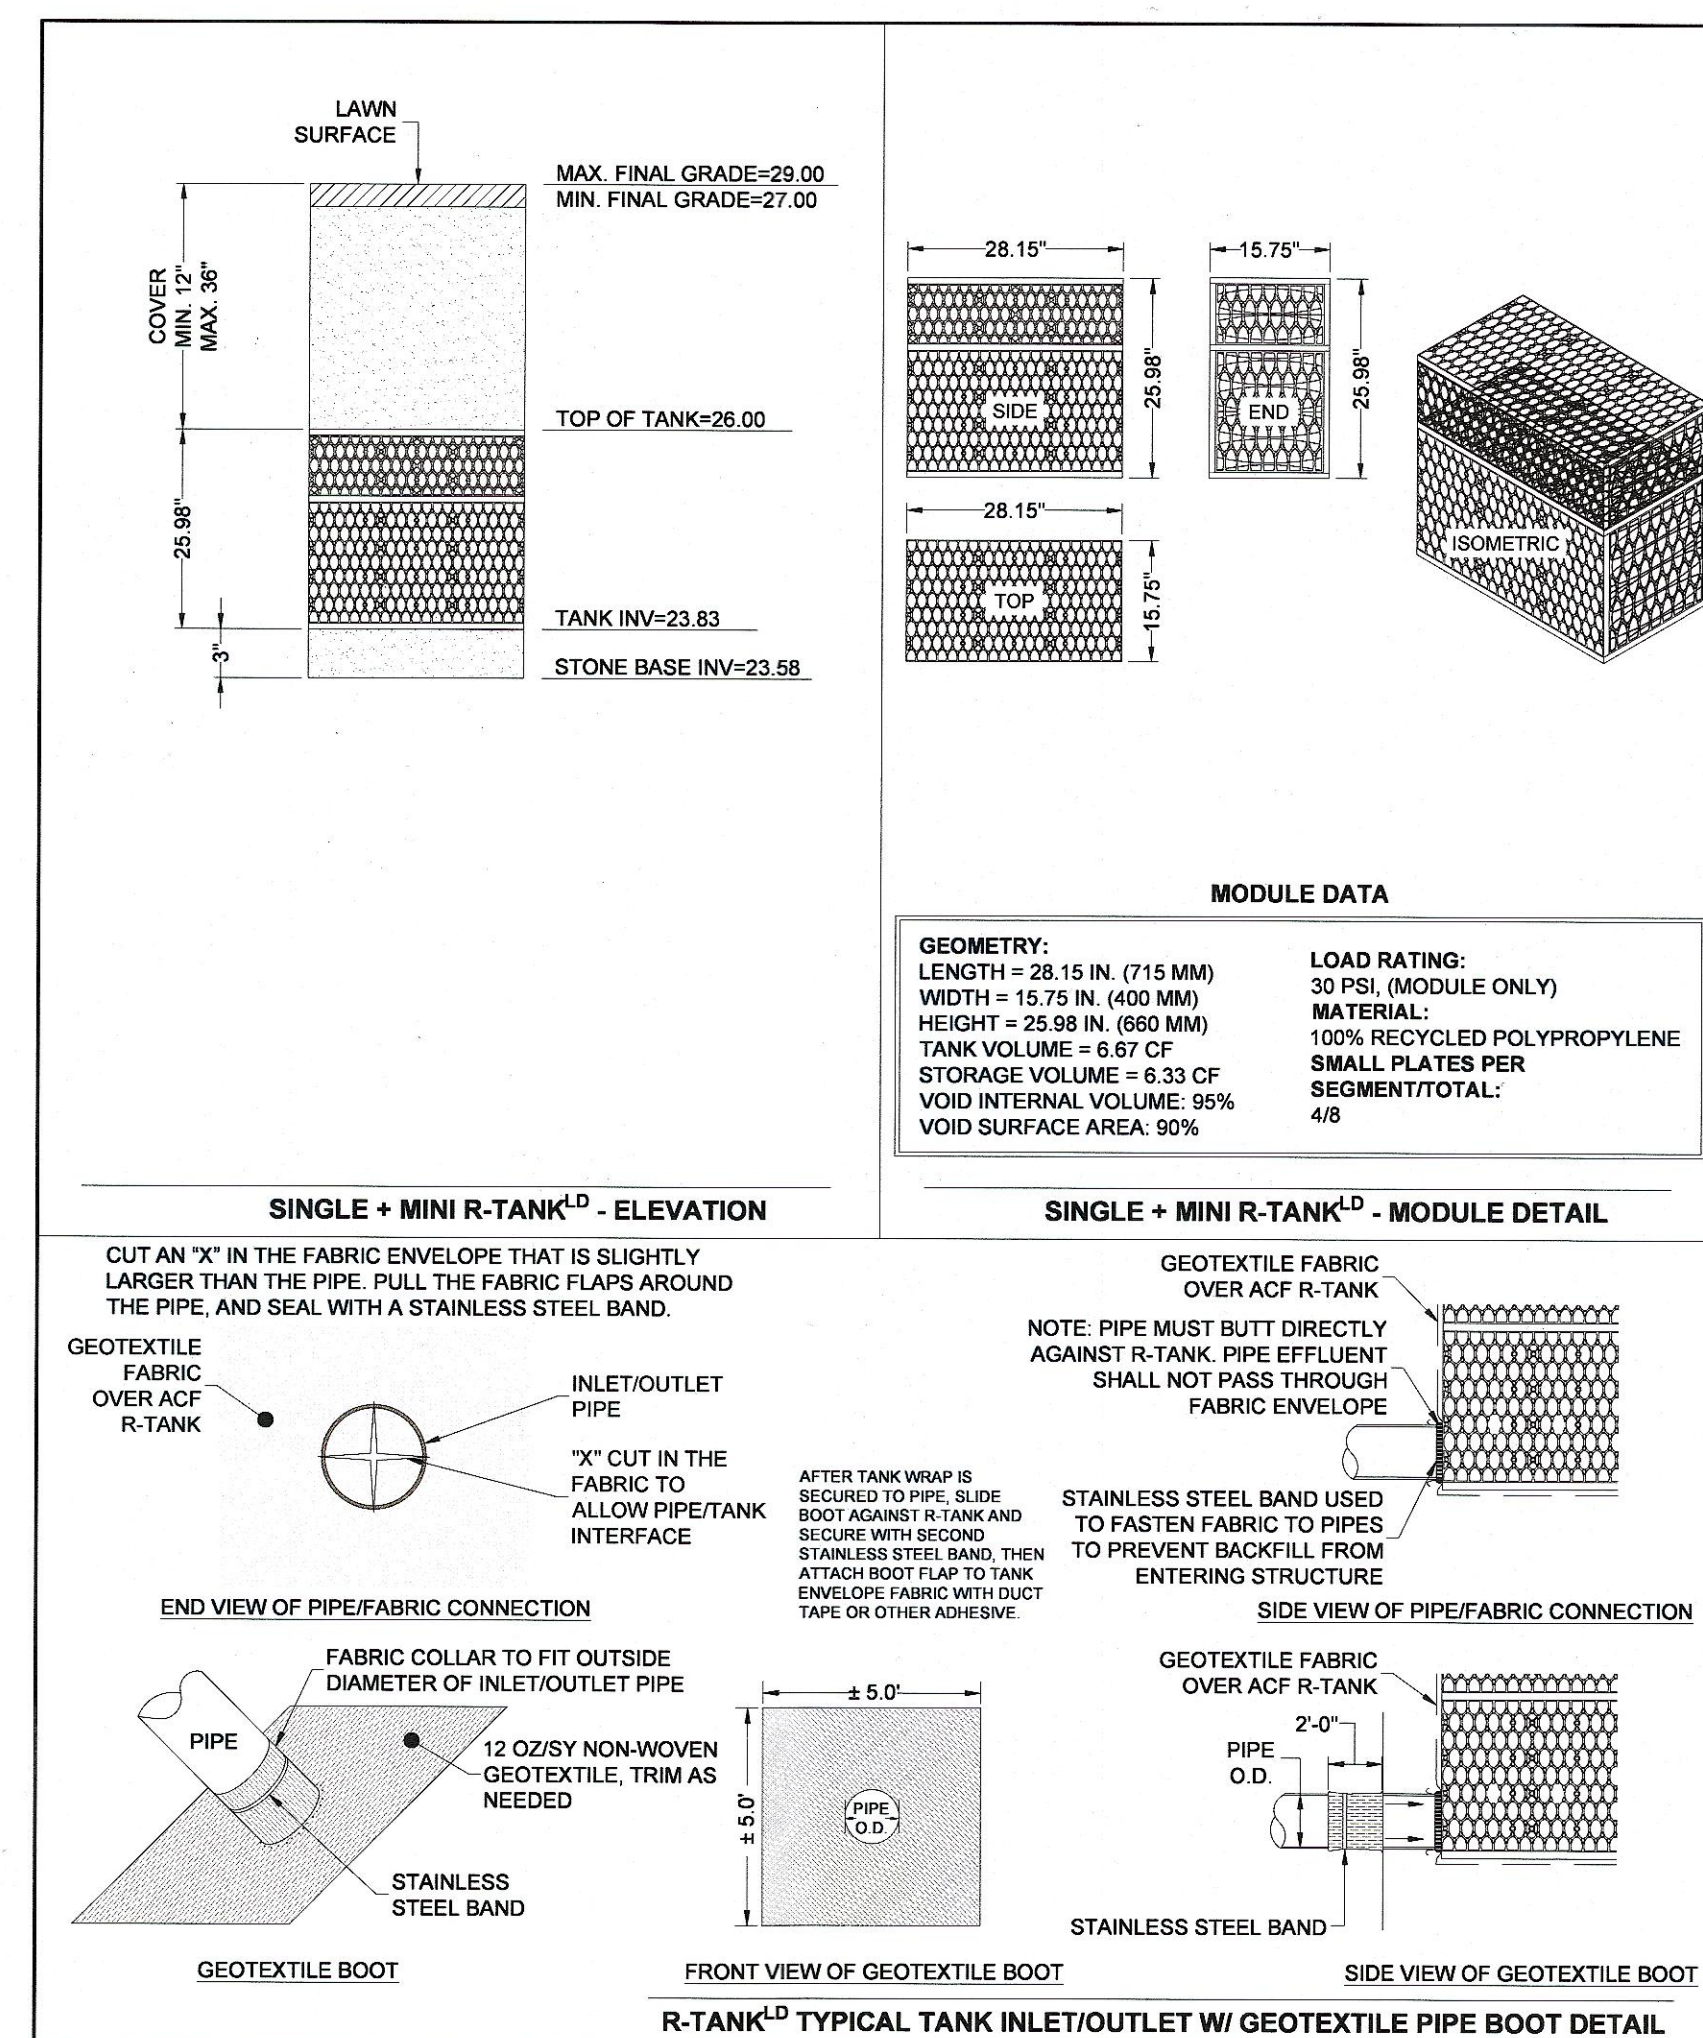 LAWN
SURFACE
MAX. FINAL GRADE=29.00
MIN. FINAL GRADE=27.00
COVER
MIN. 12"
MAX. 36"
TOP OF TANK=26.00
25.98"
TANK INV=23.83
3"
STONE BASE INV=23.58
SINGLE + MINI R-TANKLD - ELEVATION
28.15"
15.75"
SIDE
25.98"
END
25.98"
28.15"
TOP
15.75"
ISOMETRIC
MODULE DATA
GEOMETRY:
LENGTH = 28.15 IN. (715 MM)
WIDTH = 15.75 IN. (400 MM)
HEIGHT = 25.98 IN. (660 MM)
TANK VOLUME = 6.67 CF
STORAGE VOLUME = 6.33 CF
VOID INTERNAL VOLUME: 95%
VOID SURFACE AREA: 90%
LOAD RATING:
30 PSI, (MODULE ONLY)
MATERIAL:
100% RECYCLED POLYPROPYLENE
SMALL PLATES PER
SEGMENT/TOTAL:
4/8
SINGLE + MINI R-TANKLD - MODULE DETAIL
CUT AN "X" IN THE FABRIC ENVELOPE THAT IS SLIGHTLY
LARGER THAN THE PIPE. PULL THE FABRIC FLAPS AROUND
THE PIPE, AND SEAL WITH A STAINLESS STEEL BAND.
GEOTEXTILE
FABRIC
OVER ACF
R-TANK
INLET/OUTLET
PIPE
"X" CUT IN THE
FABRIC TO
ALLOW PIPE/TANK
INTERFACE
END VIEW OF PIPE/FABRIC CONNECTION
AFTER TANK WRAP IS
SECURED TO PIPE, SLIDE
BOOT AGAINST R-TANK AND
SECURE WITH SECOND
STAINLESS STEEL BAND, THEN
ATTACH BOOT FLAP TO TANK
ENVELOPE FABRIC WITH DUCT
TAPE OR OTHER ADHESIVE.
GEOTEXTILE FABRIC
OVER ACF R-TANK
NOTE: PIPE MUST BUTT DIRECTLY
AGAINST R-TANK. PIPE EFFLUENT
SHALL NOT PASS THROUGH
FABRIC ENVELOPE
STAINLESS STEEL BAND USED
TO FASTEN FABRIC TO PIPES
TO PREVENT BACKFILL FROM
ENTERING STRUCTURE
SIDE VIEW OF PIPE/FABRIC CONNECTION
FABRIC COLLAR TO FIT OUTSIDE
DIAMETER OF INLET/OUTLET PIPE
PIPE
12 OZ/SY NON-WOVEN
GEOTEXTILE, TRIM AS
NEEDED
STAINLESS
STEEL BAND
GEOTEXTILE BOOT
± 5.0'
± 5.0'
PIPE
O.D.
FRONT VIEW OF GEOTEXTILE BOOT
GEOTEXTILE FABRIC
OVER ACF R-TANK
2'-0"
PIPE
O.D.
STAINLESS STEEL BAND
SIDE VIEW OF GEOTEXTILE BOOT
R-TANKLD TYPICAL TANK INLET/OUTLET W/ GEOTEXTILE PIPE BOOT DETAIL